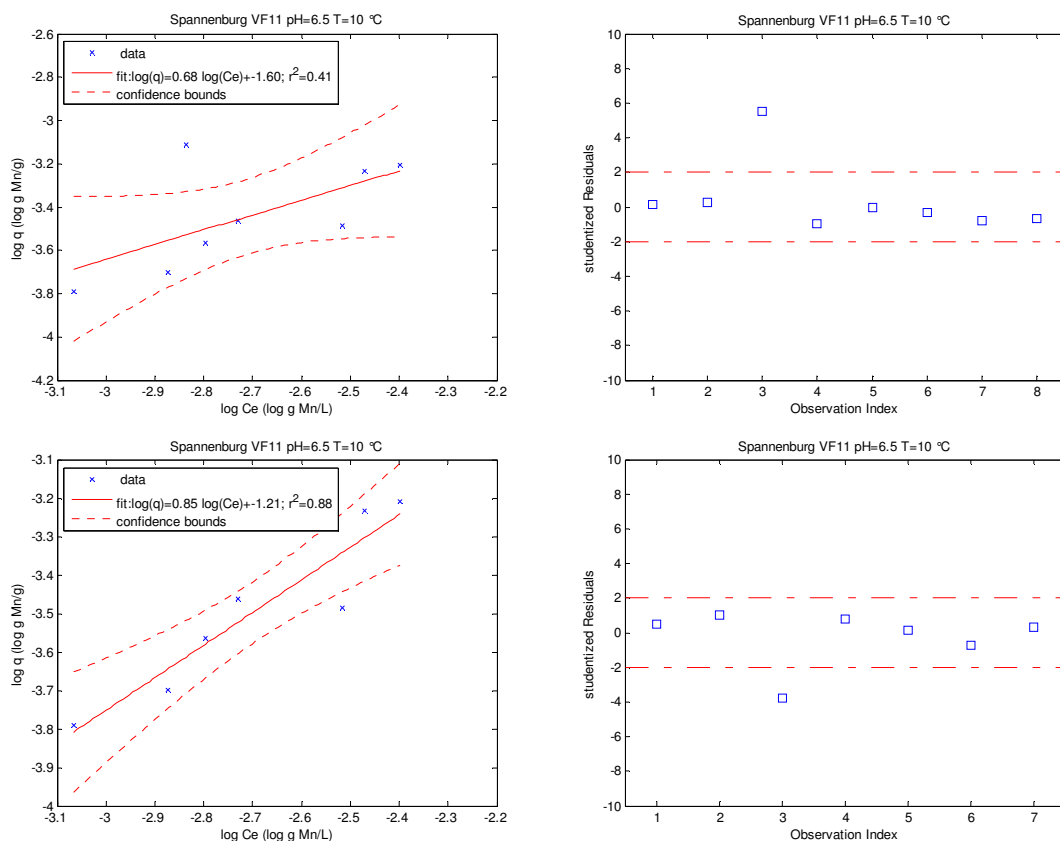 Spannenburg VF11 pH=6.5 T=10 °C
-2.6
-2.8
-3
-3.2
-3.4
-3.6
-3.8
-4
-4.2
log q (log g Mn/g)
data
fit:log(q)=0.68 log(Ce)+-1.60; r²=0.41
confidence bounds
-3.1 -3 -2.9 -2.8 -2.7 -2.6 -2.5 -2.4 -2.3 -2.2
log Ce (log g Mn/L)
Spannenburg VF11 pH=6.5 T=10 °C
10
8
6
4
2
0
-2
-4
-6
-8
-10
studentized Residuals
1 2 3 4 5 6 7 8
Observation Index
Spannenburg VF11 pH=6.5 T=10 °C
-3.1
-3.2
-3.3
-3.4
-3.5
-3.6
-3.7
-3.8
-3.9
-4
log q (log g Mn/g)
data
fit:log(q)=0.85 log(Ce)+-1.21; r²=0.88
confidence bounds
-3.1 -3 -2.9 -2.8 -2.7 -2.6 -2.5 -2.4 -2.3 -2.2
log Ce (log g Mn/L)
Spannenburg VF11 pH=6.5 T=10 °C
10
8
6
4
2
0
-2
-4
-6
-8
-10
studentized Residuals
1 2 3 4 5 6 7
Observation Index